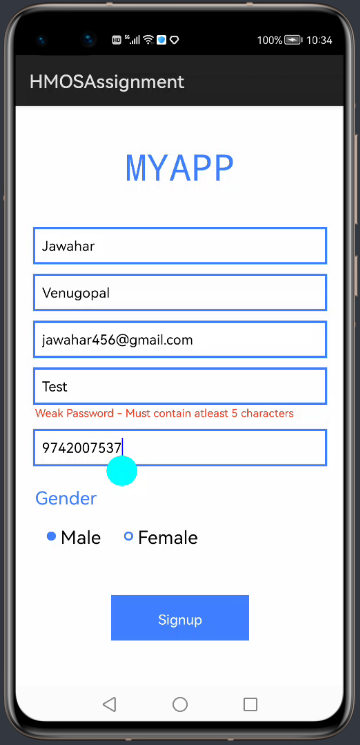 100% 10:34
HMOSAssignment
MYAPP
Jawahar
Venugopal
jawahar456@gmail.com
Test
Weak Password - Must contain atleast 5 characters
9742007537
Gender
Male Female
Signup